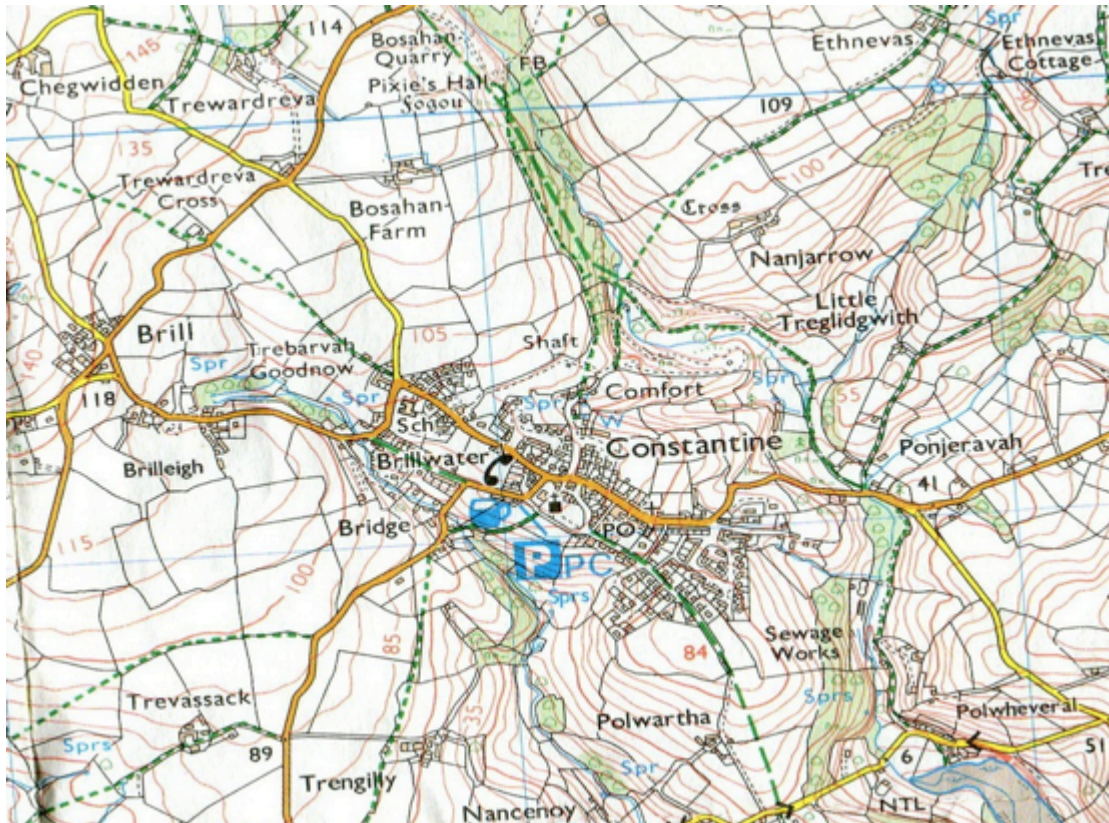 145
114
Bosahan
Quarry
Pixie's Hall
Fogou
FB
Spr
Ethnevas
Ethnevas
Cottage
Chegwidden
Trewardreva
109
135
100
Trewardreva
Cross
Bosahan
Farm
Cross
W
Nanjarrow
Little
Treglidgwith
Brill
105
Shaft
Spr
Trebarvah
Goodnow
140
118
Spr
Sch
Spr
Comfort
Spr
55
W
Constantine
Ponjeravah
Brilleigh
Brillwater
41
Bridge
PO
115
P
PC
100
Sprs
84
Sewage
Works
85
Sprs
Trevassack
35
Polwartha
Polwheveral
Sprs
89
Spr
6
51
Trengilly
Nancenoy
NTL